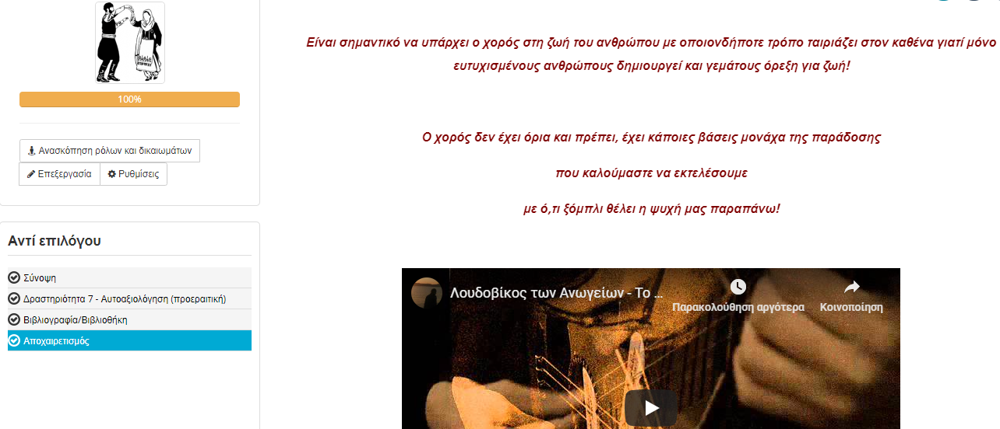 100%
Ανασκόπηση ρόλων και δικαιωμάτων
Επεξεργασία
Ρυθμίσεις
Αντί επιλόγου
Σύνοψη
Δραστηριότητα 7 - Αυτοαξιολόγηση (προεραιτική)
Βιβλιογραφία/Βιβλιοθήκη
Αποχαιρετισμός
Είναι σημαντικό να υπάρχει ο χορός στη ζωή του ανθρώπου με οποιονδήποτε τρόπο ταιριάζει στον καθένα γιατί μόνο
ευτυχισμένους ανθρώπους δημιουργεί και γεμάτους όρεξη για ζωή!
Ο χορός δεν έχει όρια και πρέπει, έχει κάποιες βάσεις μονάχα της παράδοσης
που καλούμαστε να εκτελέσουμε
με ό,τι ξόμπλι θέλει η ψυχή μας παραπάνω!
Λουδοβίκος των Ανωγείων - Το ...
Παρακολούθηση αργότερα
Κοινοποίηση